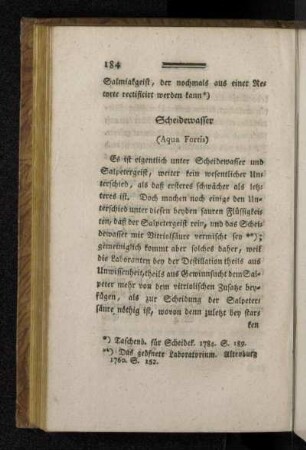 184
Salmiakgeist, der nochmals aus einer Re
torte rectificirt werden kann*)
Scheidewasser
(Aqua Fortis)
Es ist eigentlich unter Scheidewasser und
Salpetergeist, weiter kein wesentlicher Un
terschied, als daß ersteres schwächer als letz
teres ist. Doch machen noch einige den Un
terschied unter diesen beyden sauren Flüssigkei
ten, daß der Salpetergeist rein, und das Schei
dewasser mit Vitriolsäure vermischt sey **);
gemeiniglich kommt aber solches daher, weil
die Laboranten bey der Destillation theils aus
Unwissenheit, theils aus Gewinnsucht dem Sal
peter mehr von dem vitriolischen Zusatze bey
fügen, als zur Scheidung der Salpeter
säure nöthig ist, wovon denn zuletzt bey star
ken
*) Taschenb. für Scheidek. 1785. S. 189.
**) Das geöfnete Laboratorium. Altenburg
1760. S. 152.